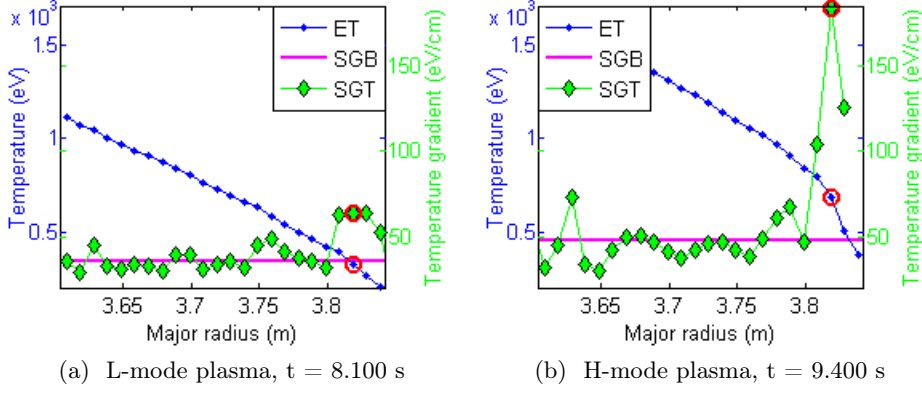 x 10³
1.5
1
0.5
Temperature (eV)
ET
SGB
SGT
150
100
50
Temperature gradient (eV/cm)
3.65 3.7 3.75 3.8
Major radius (m)
(a) L-mode plasma, t = 8.100 s
x 10³
1.5
1
0.5
Temperature (eV)
ET
SGB
SGT
150
100
50
Temperature gradient (eV/cm)
3.65 3.7 3.75 3.8
Major radius (m)
(b) H-mode plasma, t = 9.400 s